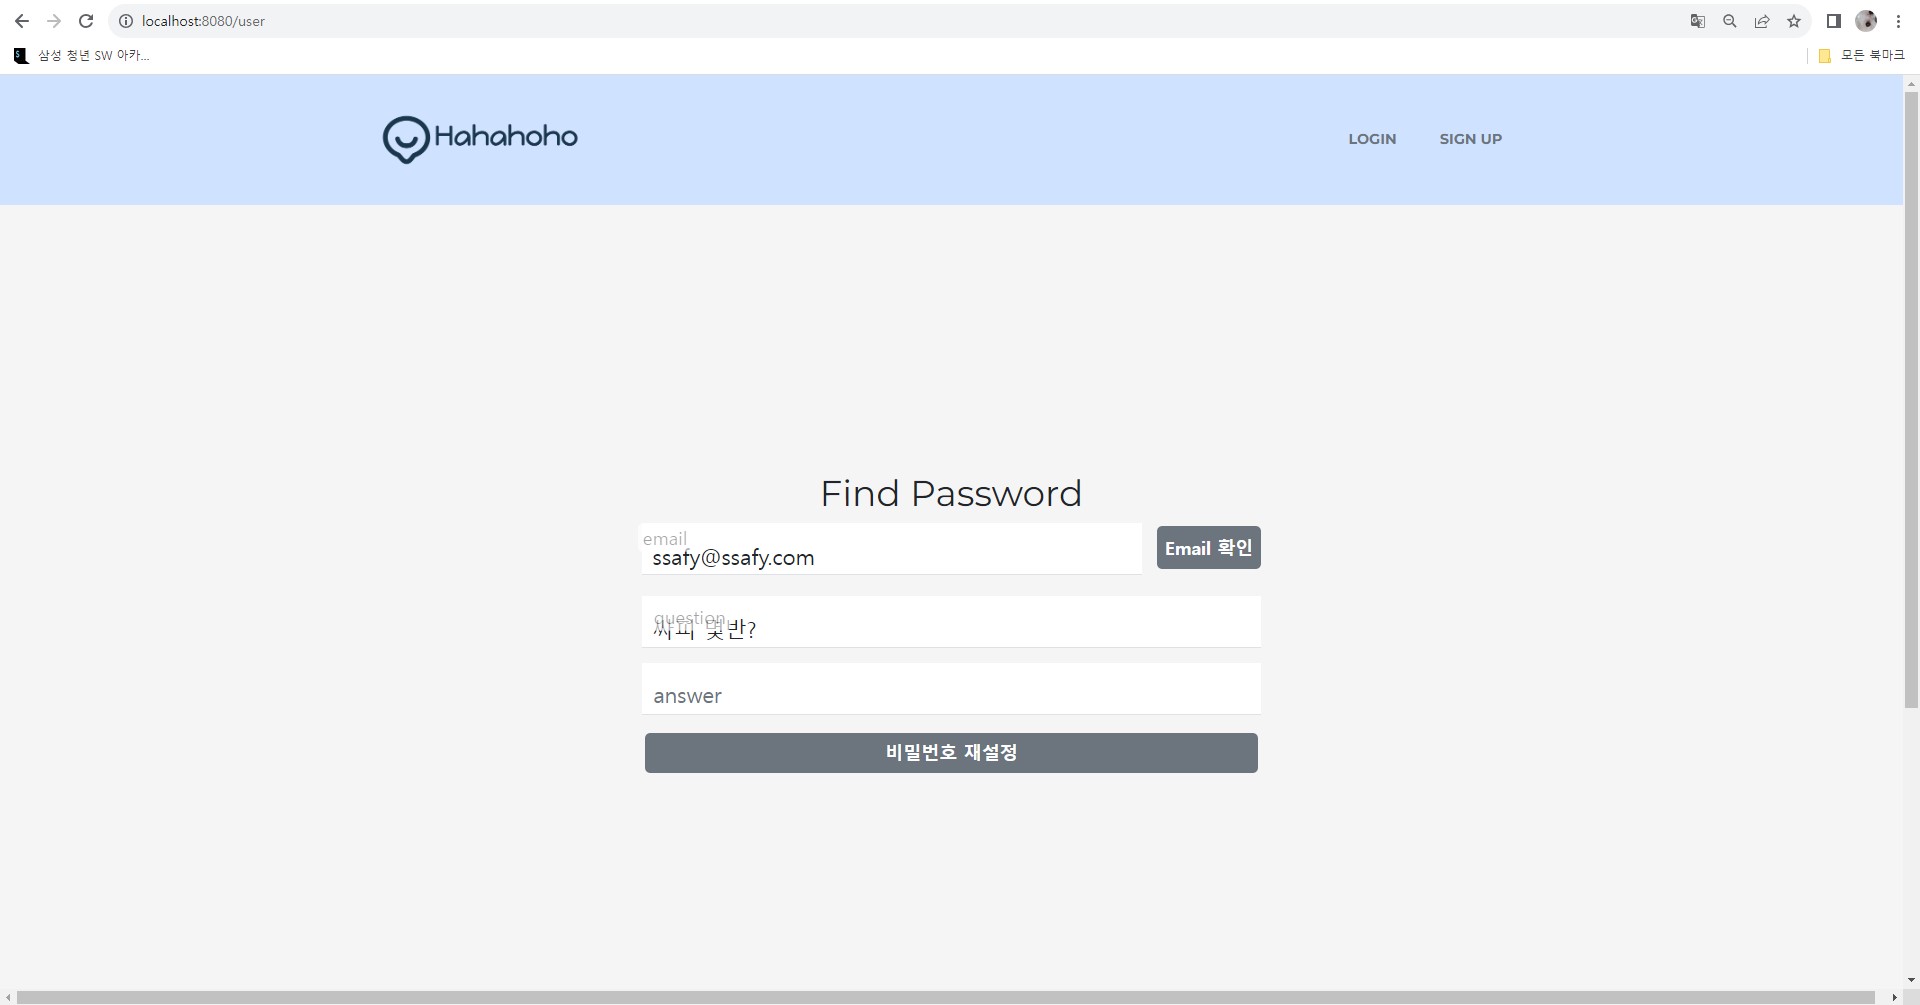 localhost:8080/user
삼성 청년 SW 아카...
모든 북마크
Hahahoho
LOGIN
SIGN UP
Find Password
email
ssafy@ssafy.com
Email 확인
question
싸피 몇반?
answer
비밀번호 재설정